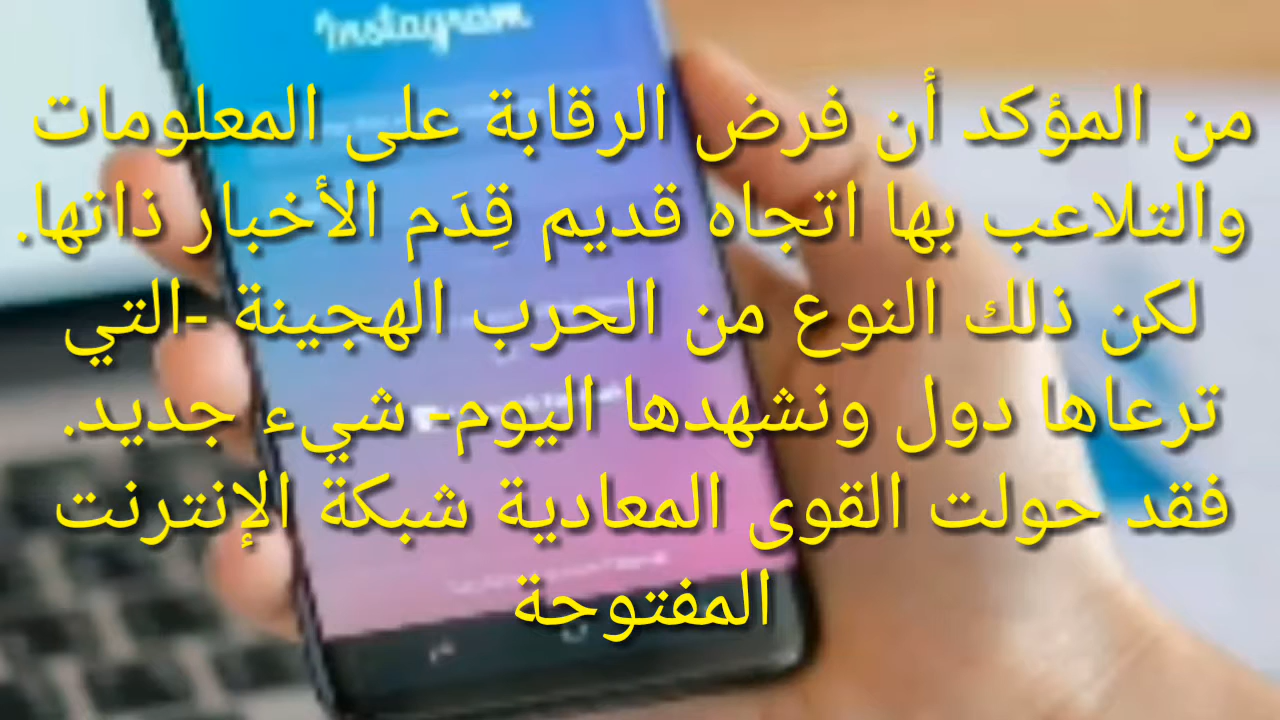 Instagram
من المؤكد أن فرض الرقابة على المعلومات
والتلاعب بها اتجاه قديم قِدَم الأخبار ذاتها.
لكن ذلك النوع من الحرب الهجينة -التي
ترعاها دول ونشهدها اليوم- شيء جديد.
فقد حولت القوى المعادية شبكة الإنترنت
المفتوحة